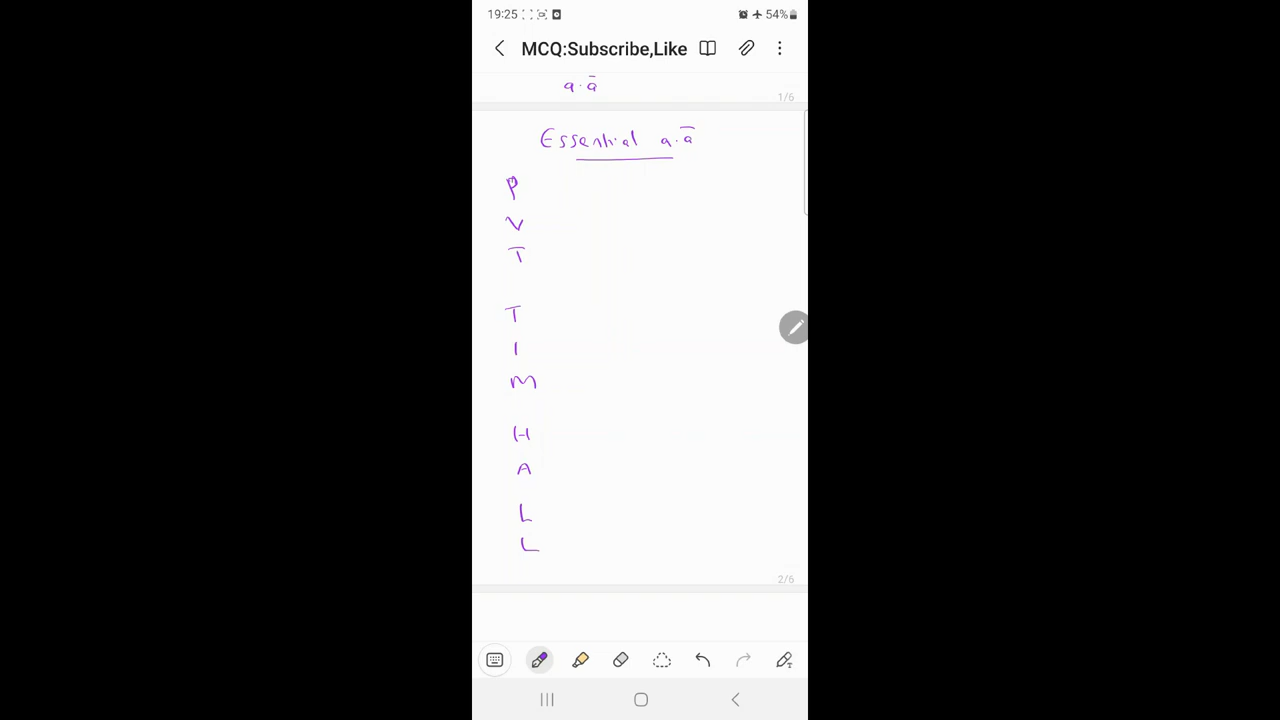 19:25 54%
MCQ:Subscribe,Like
a.ā
1/6
Essential a.ā
P
V
T
T
I
M
H
A
L
L
2/6